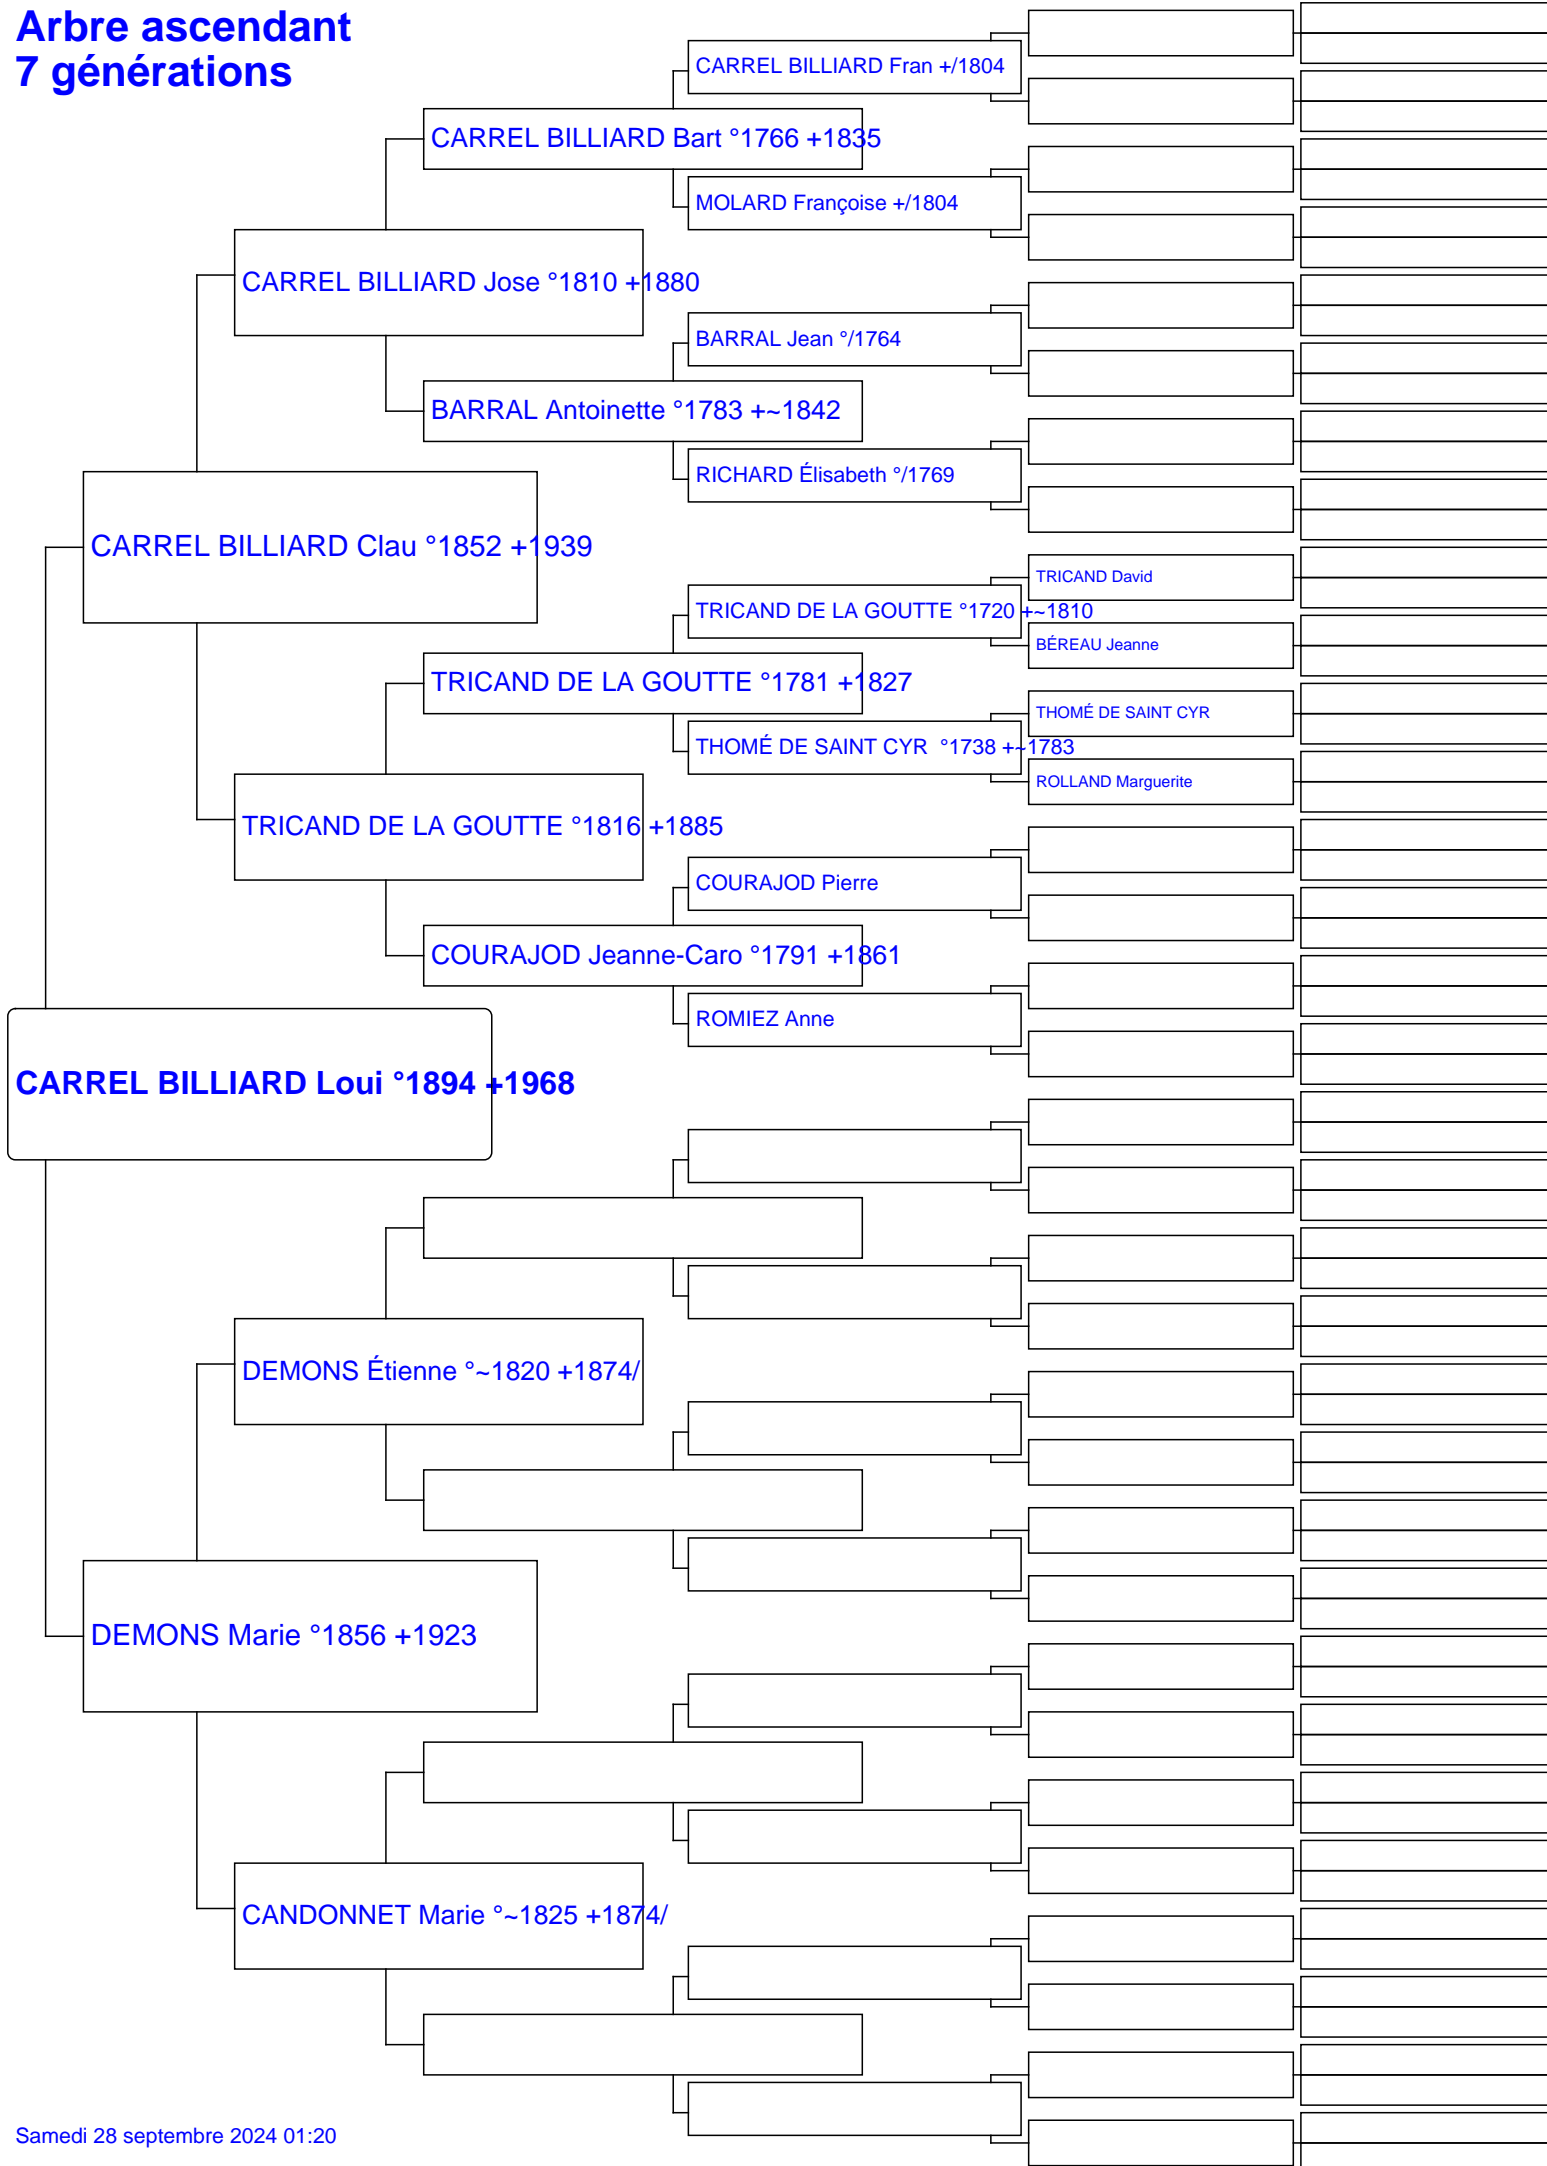 Arbre ascendant
7 générations
CARREL BILLIARD Fran +/1804
CARREL BILLIARD Bart °1766 +1835
MOLARD Françoise +/1804
CARREL BILLIARD Jose °1810 +1880
BARRAL Jean °/1764
BARRAL Antoinette °1783 +~1842
RICHARD Élisabeth °/1769
CARREL BILLIARD Clau °1852 +1939
TRICAND David
TRICAND DE LA GOUTTE °1720 +~1810
BÉREAU Jeanne
TRICAND DE LA GOUTTE °1781 +1827
THOMÉ DE SAINT CYR
THOMÉ DE SAINT CYR °1738 +~1783
ROLLAND Marguerite
TRICAND DE LA GOUTTE °1816 +1885
COURAJOD Pierre
COURAJOD Jeanne-Caro °1791 +1861
ROMIEZ Anne
CARREL BILLIARD Loui °1894 +1968
DEMONS Étienne °~1820 +1874/
DEMONS Marie °1856 +1923
CANDONNET Marie °~1825 +1874/
Samedi 28 septembre 2024 01:20